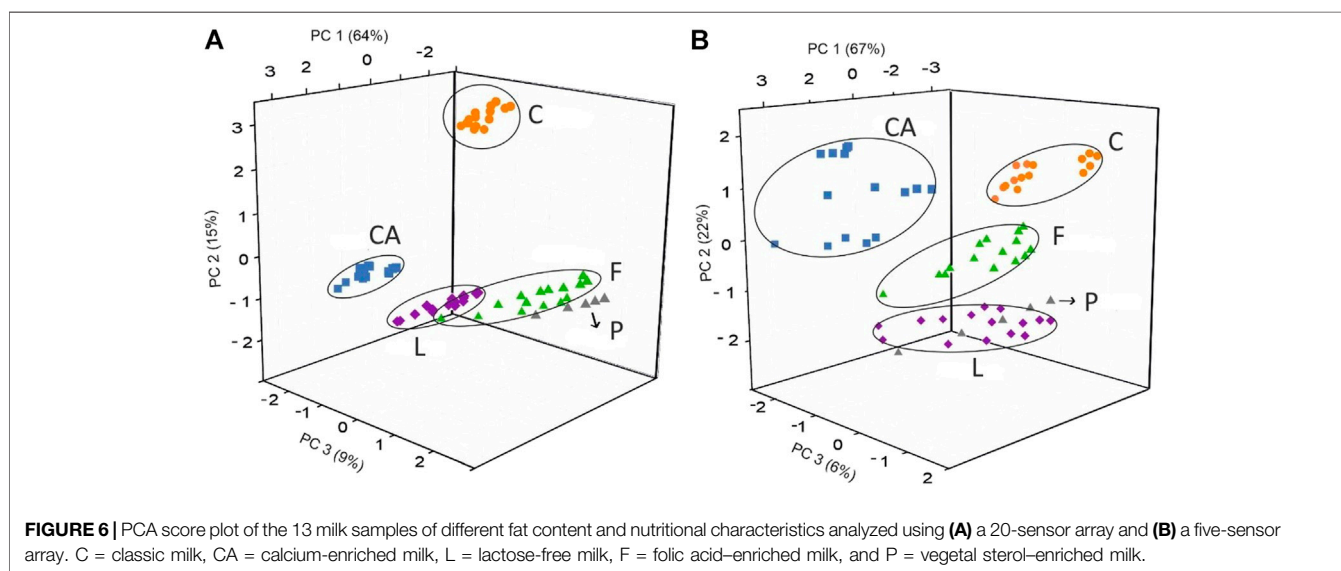 A
PC 1 (64%)
3 2 0 -2
C
3
2
1
0
-1
-2
PC 2 (15%)
CA
F
P
L
-2 -1 0 1 2
PC 3 (9%)
B
PC 1 (67%)
3 2 0 -2 -3
CA
C
2
1
0
-1
-2
PC 2 (22%)
F
P
L
-2 -1 0 -1 2
PC 3 (6%)
FIGURE 6 | PCA score plot of the 13 milk samples of different fat content and nutritional characteristics analyzed using (A) a 20-sensor array and (B) a five-sensor
array. C = classic milk, CA = calcium-enriched milk, L = lactose-free milk, F = folic acid–enriched milk, and P = vegetal sterol–enriched milk.